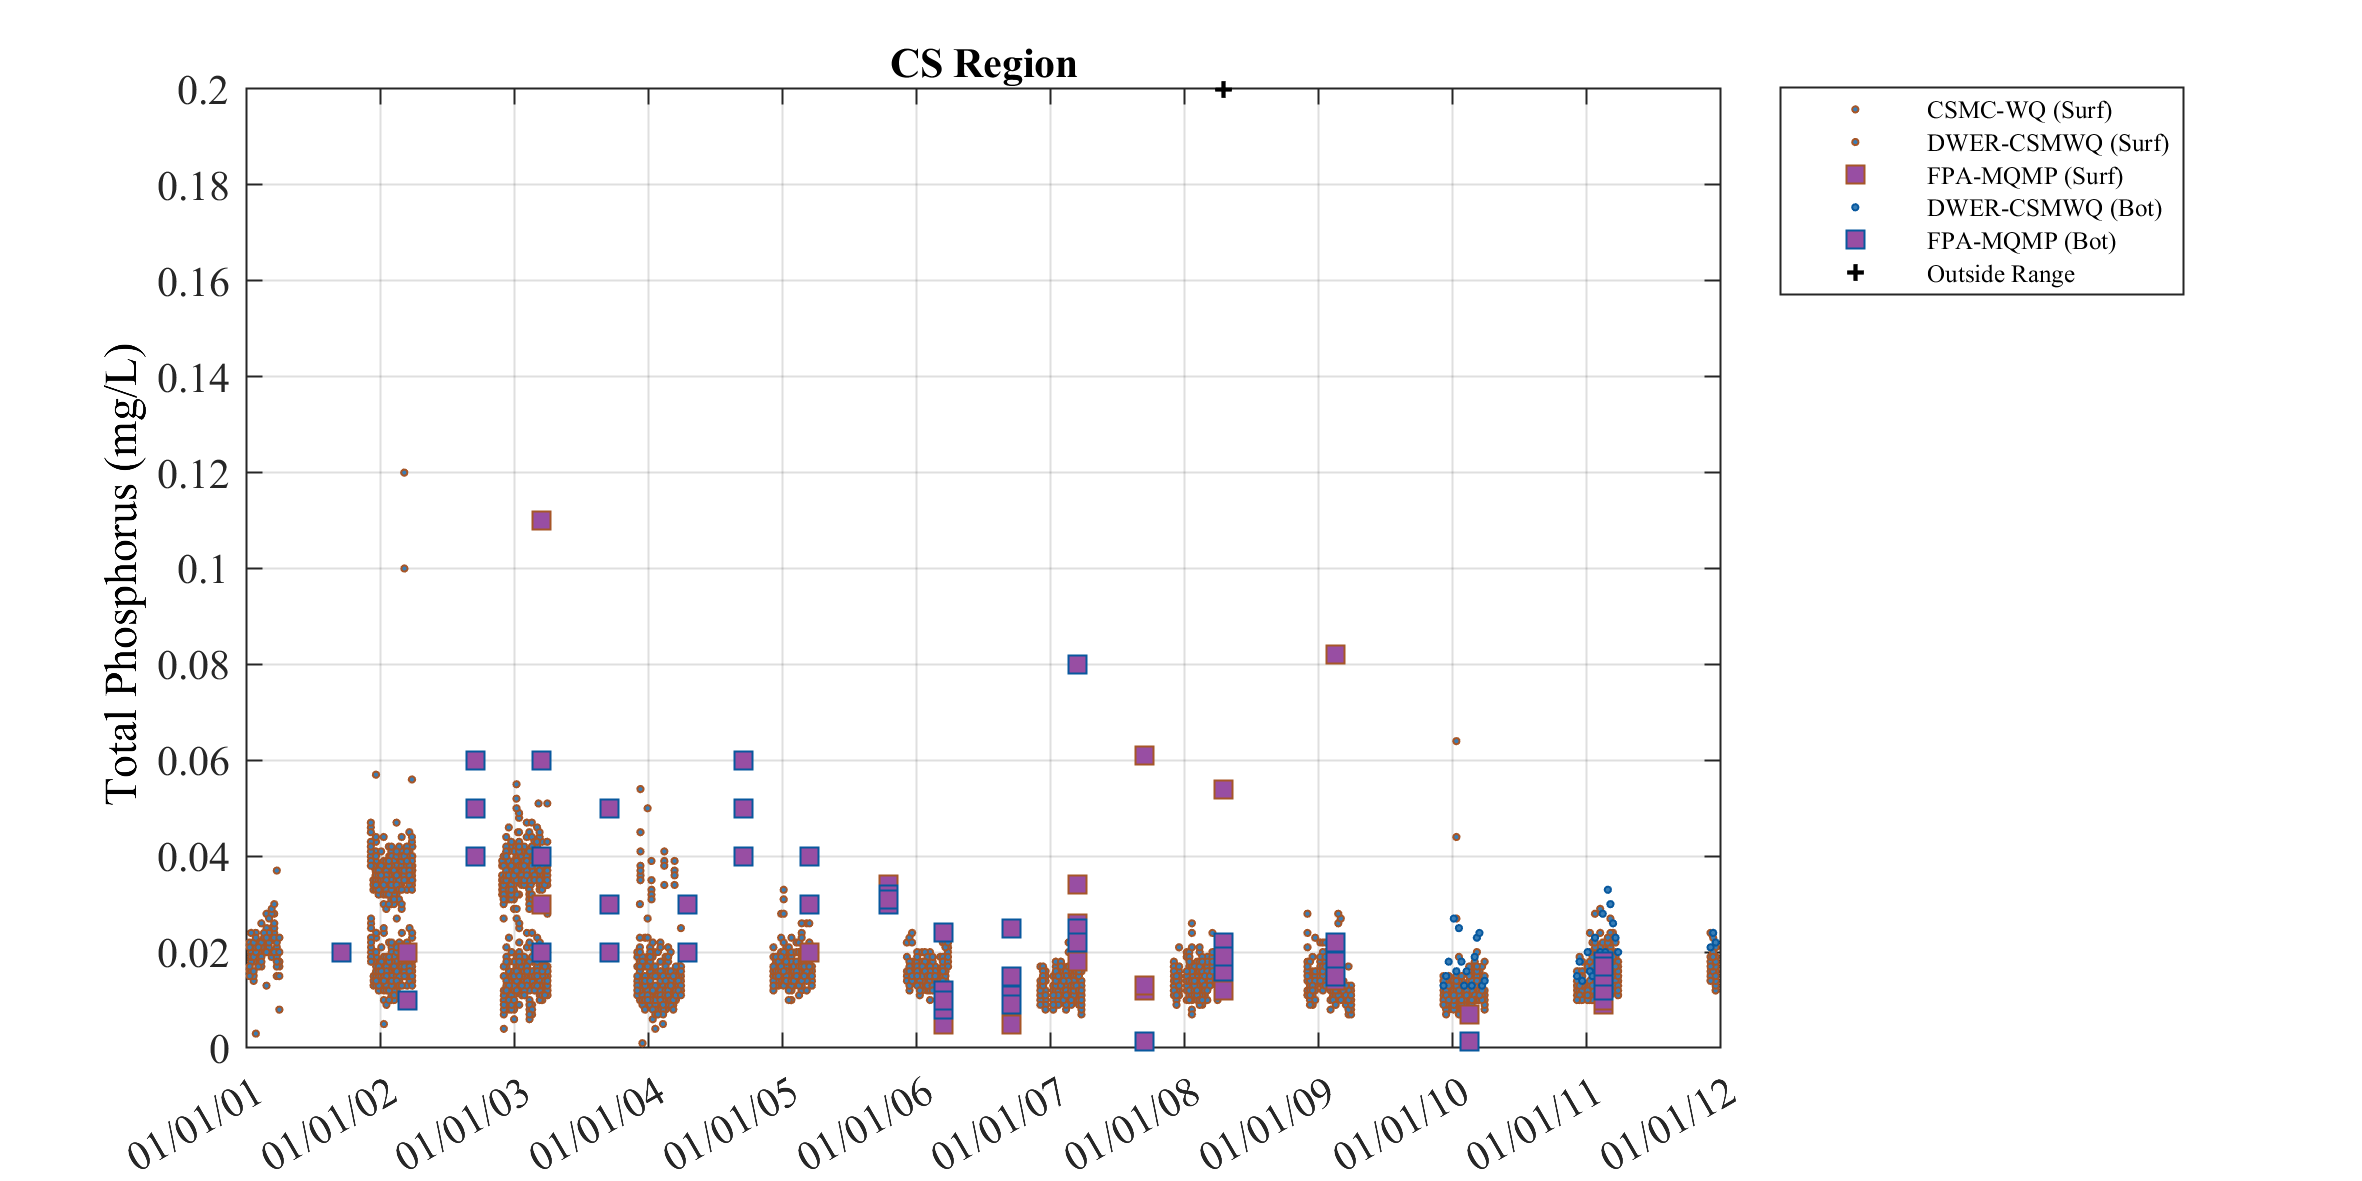 CS Region
Total Phosphorus (mg/L)
0.2
0.18
0.16
0.14
0.12
0.1
0.08
0.06
0.04
0.02
0
01/01/01
01/01/02
01/01/03
01/01/04
01/01/05
01/01/06
01/01/07
01/01/08
01/01/09
01/01/10
01/01/11
01/01/12
CSMC-WQ (Surf)
DWER-CSMWQ (Surf)
FPA-MQMP (Surf)
DWER-CSMWQ (Bot)
FPA-MQMP (Bot)
Outside Range